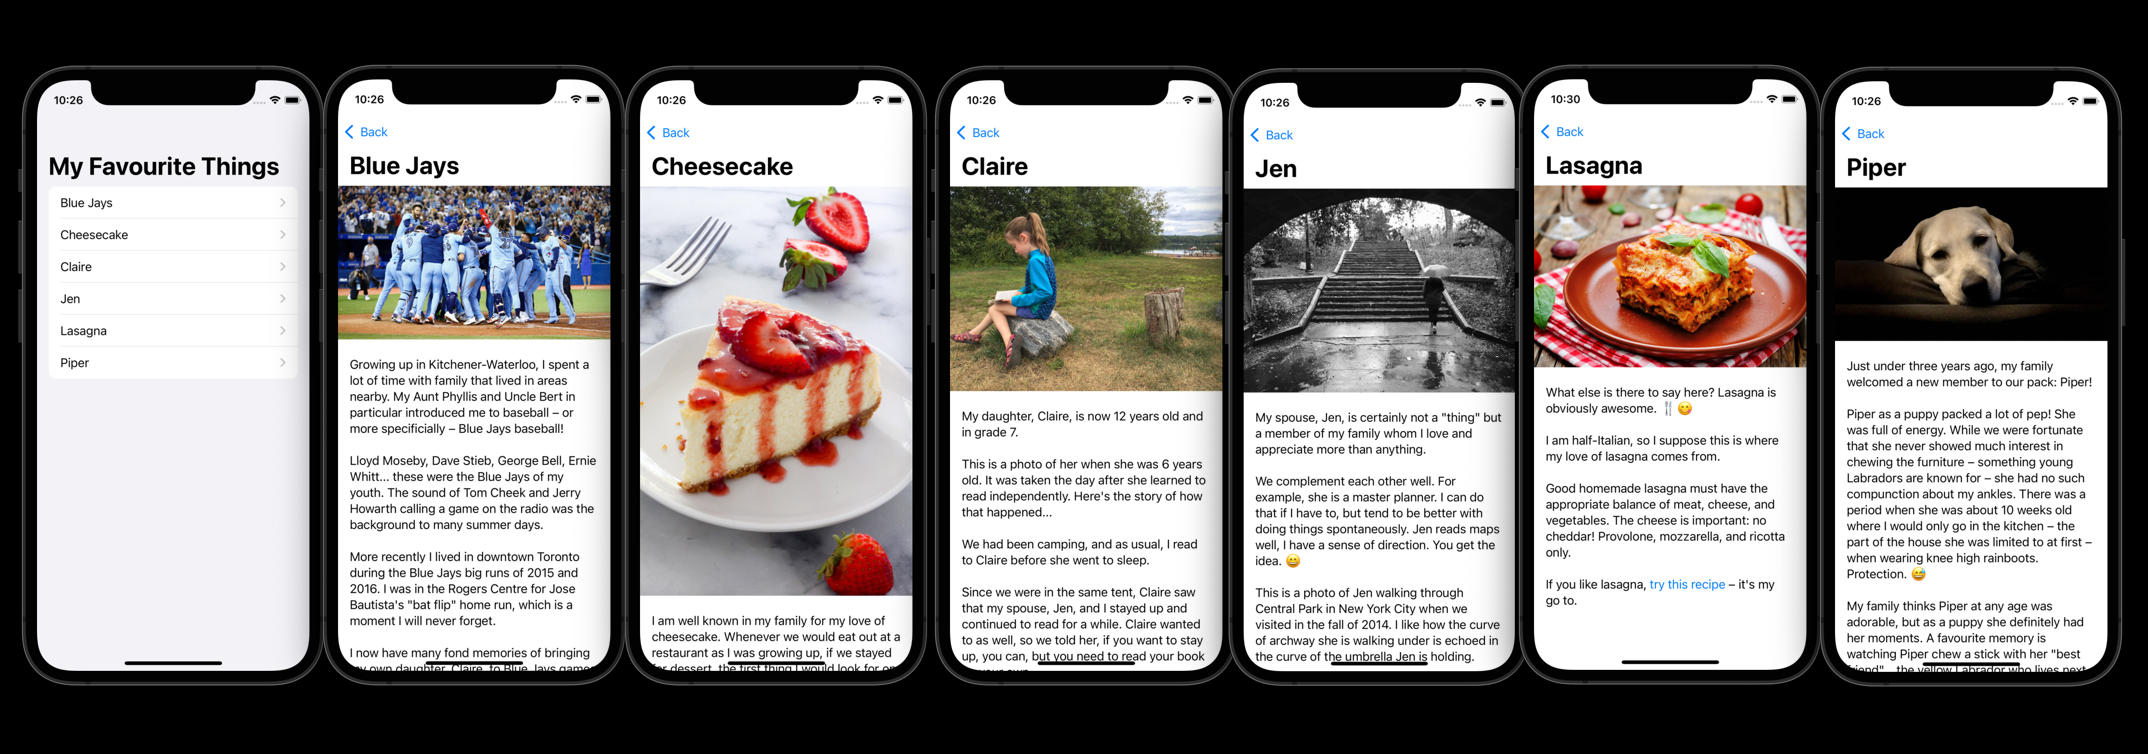 10:26
My Favourite Things
Blue Jays
Cheesecake
Claire
Jen
Lasagna
Piper
10:26
Back
Blue Jays
Growing up in Kitchener-Waterloo, I spent a
lot of time with family that lived in areas
nearby. My Aunt Phyllis and Uncle Bert in
particular introduced me to baseball – or
more specificially – Blue Jays baseball!
Lloyd Moseby, Dave Stieb, George Bell, Ernie
Whitt... these were the Blue Jays of my
youth. The sound of Tom Cheek and Jerry
Howarth calling a game on the radio was the
background to many summer days.
More recently I lived in downtown Toronto
during the Blue Jays big runs of 2015 and
2016. I was in the Rogers Centre for Jose
Bautista's "bat flip" home run, which is a
moment I will never forget.
I now have many fond memories of bringing
my own daughter, Claire, to Blue Jays games
10:26
Back
Cheesecake
I am well known in my family for my love of
cheesecake. Whenever we would eat out at a
restaurant as I was growing up, if we stayed
for dessert, the first thing I would look for on
10:26
Back
Claire
My daughter, Claire, is now 12 years old and
in grade 7.
This is a photo of her when she was 6 years
old. It was taken the day after she learned to
read independently. Here's the story of how
that happened...
We had been camping, and as usual, I read
to Claire before she went to sleep.
Since we were in the same tent, Claire saw
that my spouse, Jen, and I stayed up and
continued to read for a while. Claire wanted
to as well, so we told her, if you want to stay
up, you can, but you need to read your book
10:26
Back
Jen
My spouse, Jen, is certainly not a "thing" but
a member of my family whom I love and
appreciate more than anything.
We complement each other well. For
example, she is a master planner. I can do
that if I have to, but tend to be better with
doing things spontaneously. Jen reads maps
well, I have a sense of direction. You get the
idea. 😄
This is a photo of Jen walking through
Central Park in New York City when we
visited in the fall of 2014. I like how the curve
of archway she is walking under is echoed in
the curve of the umbrella Jen is holding.
10:30
Back
Lasagna
What else is there to say here? Lasagna is
obviously awesome. 🍴 😋
I am half-Italian, so I suppose this is where
my love of lasagna comes from.
Good homemade lasagna must have the
appropriate balance of meat, cheese, and
vegetables. The cheese is important: no
cheddar! Provolone, mozzarella, and ricotta
only.
If you like lasagna, try this recipe – it's my
go to.
10:26
Back
Piper
Just under three years ago, my family
welcomed a new member to our pack: Piper!
Piper as a puppy packed a lot of pep! She
was full of energy. While we were fortunate
that she never showed much interest in
chewing the furniture – something young
Labradors are known for – she had no such
compunction about my ankles. There was a
period when she was about 10 weeks old
where I would only go in the kitchen – the
part of the house she was limited to at first –
when wearing knee high rainboots.
Protection. 😅
My family thinks Piper at any age was
adorable, but as a puppy she definitely had
her moments. A favourite memory is
watching Piper chew a stick with her "best
friend" the yellow Labrador who lives next